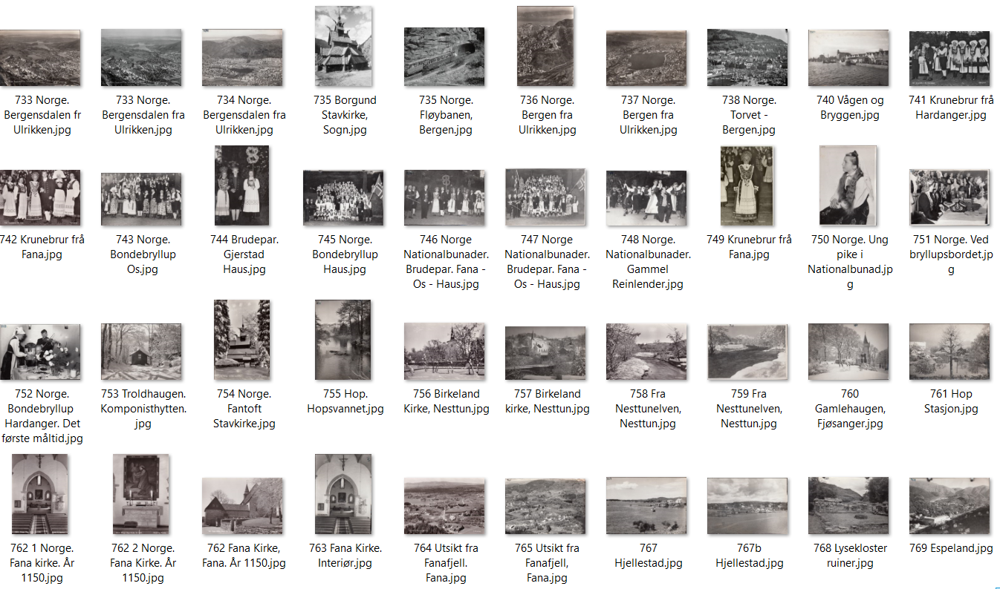 733 Norge.
Bergensdalen fr
Ulrikken.jpg
733 Norge.
Bergensdalen fra
Ulrikken.jpg
734 Norge.
Bergensdalen fra
Ulrikken.jpg
735 Borgund
Stavkirke,
Sogn.jpg
735 Norge.
Fløybanen,
Bergen.jpg
736 Norge.
Bergen fra
Ulrikken.jpg
737 Norge.
Bergen fra
Ulrikken.jpg
738 Norge.
Torvet -
Bergen.jpg
740 Vågen og
Bryggen.jpg
741 Krunebrur frå
Hardanger.jpg
742 Krunebrur frå
Fana.jpg
743 Norge.
Bondebryllup
Os.jpg
744 Brudepar.
Gjerstad
Haus.jpg
745 Norge.
Bondebryllup
Haus.jpg
746 Norge
Nationalbunader.
Brudepar. Fana -
Os - Haus.jpg
747 Norge
Nationalbunader.
Brudepar. Fana -
Os - Haus.jpg
748 Norge.
Nationalbunader.
Gammel
Reinlender.jpg
749 Krunebrur frå
Fana.jpg
750 Norge. Ung
pike i
Nationalbunad.jp
g
751 Norge. Ved
bryllupsbordet.jp
g
752 Norge.
Bondebryllup
Hardanger. Det
første måltid.jpg
753 Troldhaugen.
Komponisthytten.
jpg
754 Norge.
Fantoft
Stavkirke.jpg
755 Hop.
Hopsvannet.jpg
756 Birkeland
Kirke, Nesttun.jpg
757 Birkeland
kirke, Nesttun.jpg
758 Fra
Nesttunelven,
Nesttun.jpg
759 Fra
Nesttunelven,
Nesttun.jpg
760
Gamlehaugen,
Fjøsanger.jpg
761 Hop
Stasjon.jpg
762 1 Norge.
Fana kirke. År
1150.jpg
762 2 Norge.
Fana Kirke. År
1150.jpg
762 Fana Kirke,
Fana. År 1150.jpg
763 Fana Kirke.
Interiør.jpg
764 Utsikt fra
Fanafjell.
Fana.jpg
765 Utsikt fra
Fanafjell,
Fana.jpg
767
Hjellestad.jpg
767b
Hjellestad.jpg
768 Lysekloster
ruiner.jpg
769 Espeland.jpg